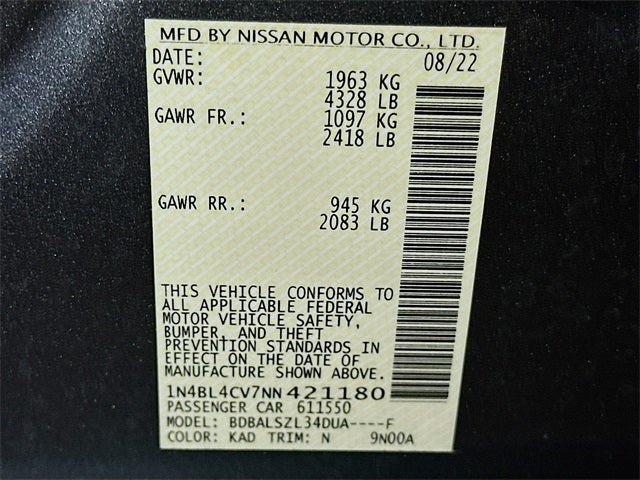 MFD BY NISSAN MOTOR CO., LTD.
DATE: 08/22
GVWR: 1963 KG
4328 LB
GAWR FR.: 1097 KG
2418 LB
GAWR RR.: 945 KG
2083 LB
THIS VEHICLE CONFORMS TO
ALL APPLICABLE FEDERAL
MOTOR VEHICLE SAFETY,
BUMPER, AND THEFT
PREVENTION STANDARDS IN
EFFECT ON THE DATE OF
MANUFACTURE SHOWN ABOVE.
1N4BL4CV7NN421180
PASSENGER CAR 611550
MODEL: BDBALSZL34DUA----F
COLOR: KAD TRIM: N 9N00A